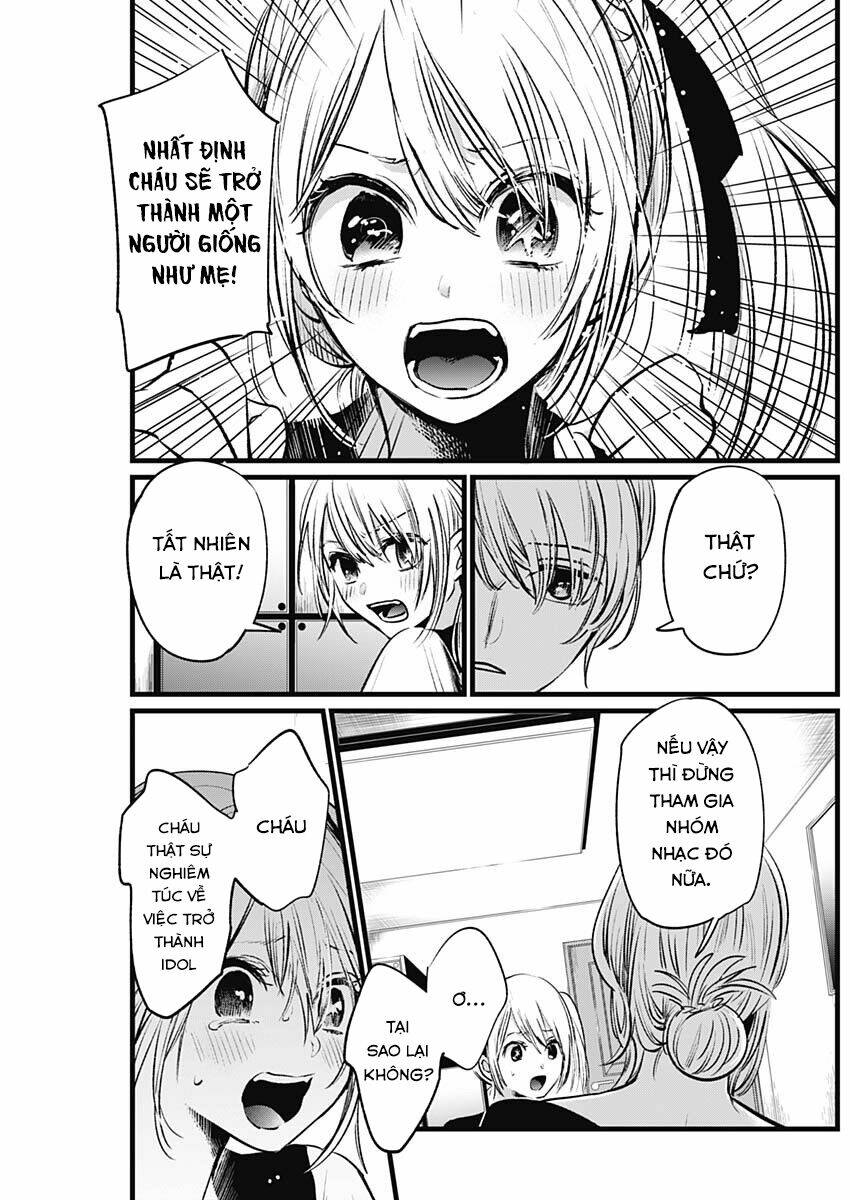 NHẤT ĐỊNH
CHÁU SẼ TRỞ
THÀNH MỘT
NGƯỜI GIỐNG
NHƯ MẸ!
THẬT
CHỨ?
TẤT NHIÊN
LÀ THẬT!
NẾU VẬY
THÌ ĐỪNG
THAM GIA
NHÓM
NHẠC ĐÓ
NỮA.
Ơ...
TẠI
SAO LẠI
KHÔNG?
CHÁU
CHÁU
THẬT SỰ
NGHIÊM
TÚC VỀ
VIỆC TRỞ
THÀNH
IDOL